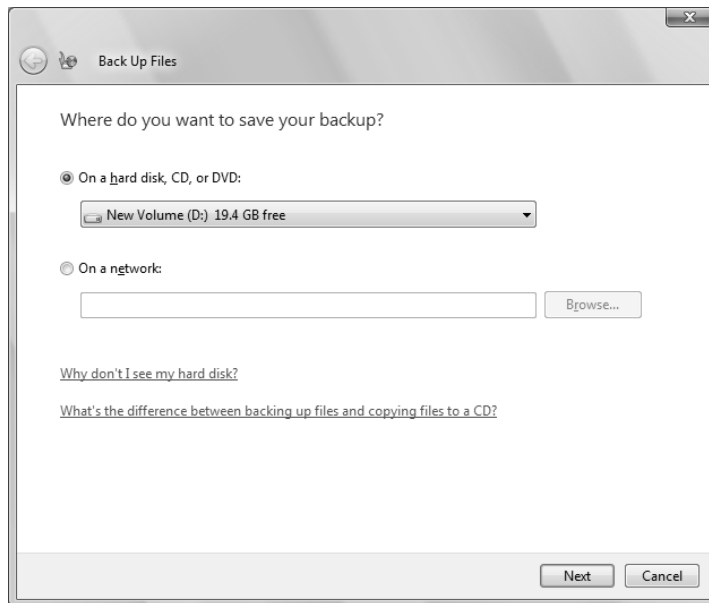 Back Up Files
Where do you want to save your backup?
On a hard disk, CD, or DVD:
New Volume (D:) 19.4 GB free
On a network:
Browse...
Why don't I see my hard disk?
What's the difference between backing up files and copying files to a CD?
Next Cancel